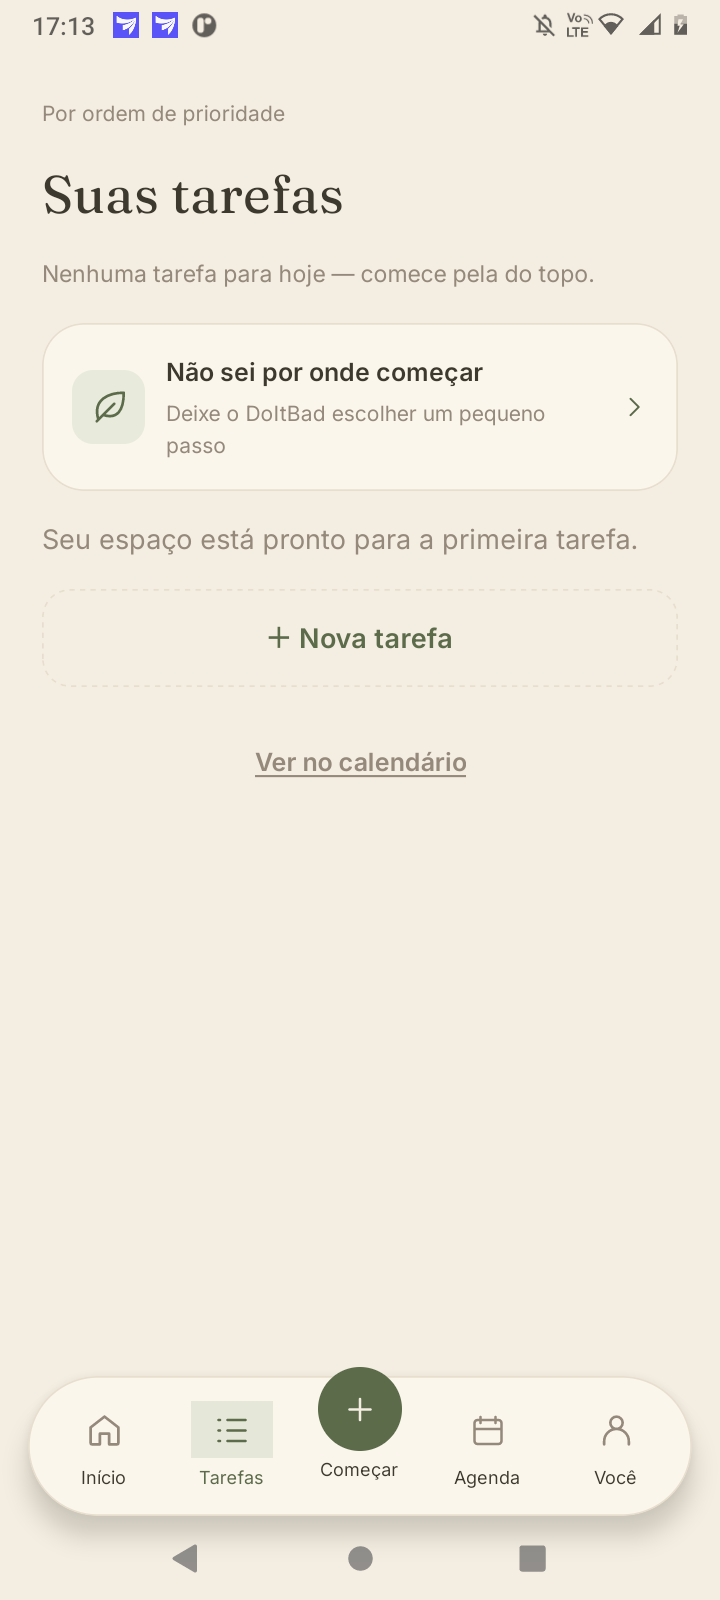 17:13
Vo
LTE
Por ordem de prioridade
Suas tarefas
Nenhuma tarefa para hoje — comece pela do topo.
Não sei por onde começar
Deixe o DoItBad escolher um pequeno
passo
Seu espaço está pronto para a primeira tarefa.
+ Nova tarefa
Ver no calendário
Início
Tarefas
Começar
Agenda
Você